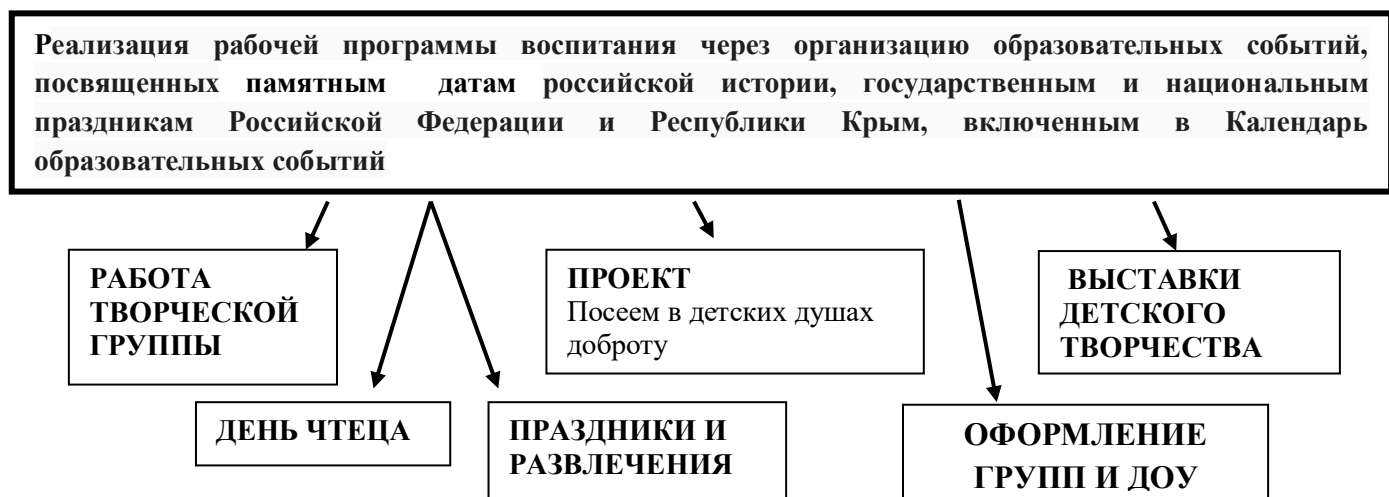 Реализация рабочей программы воспитания через организацию образовательных событий,
посвященных памятным датам российской истории, государственным и национальным
праздникам Российской Федерации и Республики Крым, включенным в Календарь
образовательных событий
РАБОТА
ТВОРЧЕСКОЙ
ГРУППЫ
ПРОЕКТ
Посеем в детских душах
доброту
ВЫСТАВКИ
ДЕТСКОГО
ТВОРЧЕСТВА
ДЕНЬ ЧТЕЦА
ПРАЗДНИКИ И
РАЗВЛЕЧЕНИЯ
ОФОРМЛЕНИЕ
ГРУПП И ДОУ